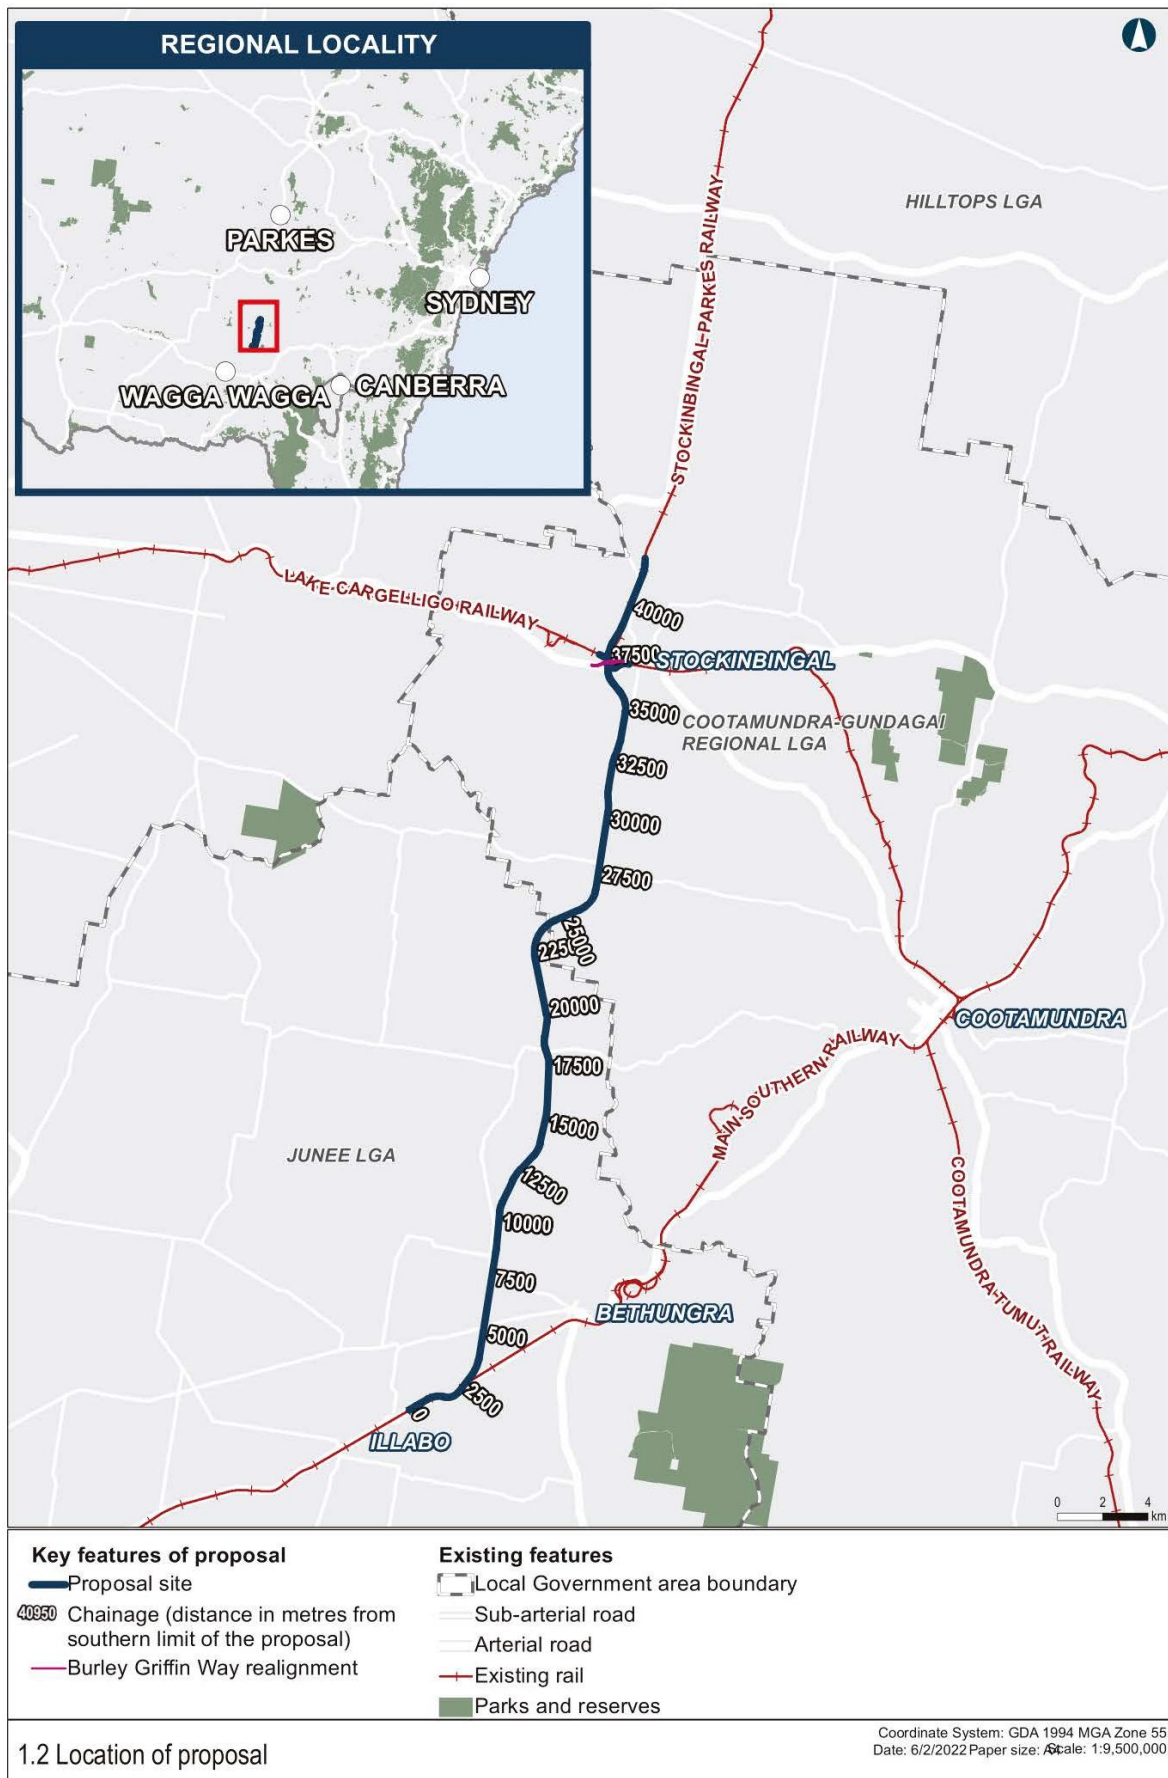 REGIONAL LOCALITY
PARKES
SYDNEY
WAGGA WAGGA
CANBERRA
HILLTOPS LGA
STOCKINBINGAL-PARKES RAILWAY
LAKE CARGELLIGO RAILWAY
40000
37500
STOCKINBINGAL
35000
COOTAMUNDRA-GUNDAGAI
REGIONAL LGA
32500
30000
27500
25000
22500
20000
COOTAMUNDRA
MAIN SOUTHERN RAILWAY
17500
15000
JUNEE LGA
12500
COOTAMUNDRA-TUMUT RAILWAY
10000
7500
BETHUNGRA
5000
2500
0
ILLABO
0 2 4
km
Key features of proposal
Proposal site
40950 Chainage (distance in metres from
southern limit of the proposal)
Burley Griffin Way realignment
Existing features
Local Government area boundary
Sub-arterial road
Arterial road
Existing rail
Parks and reserves
1.2 Location of proposal
Coordinate System: GDA 1994 MGA Zone 55
Date: 6/2/2022 Paper size: A4 Scale: 1:9,500,000